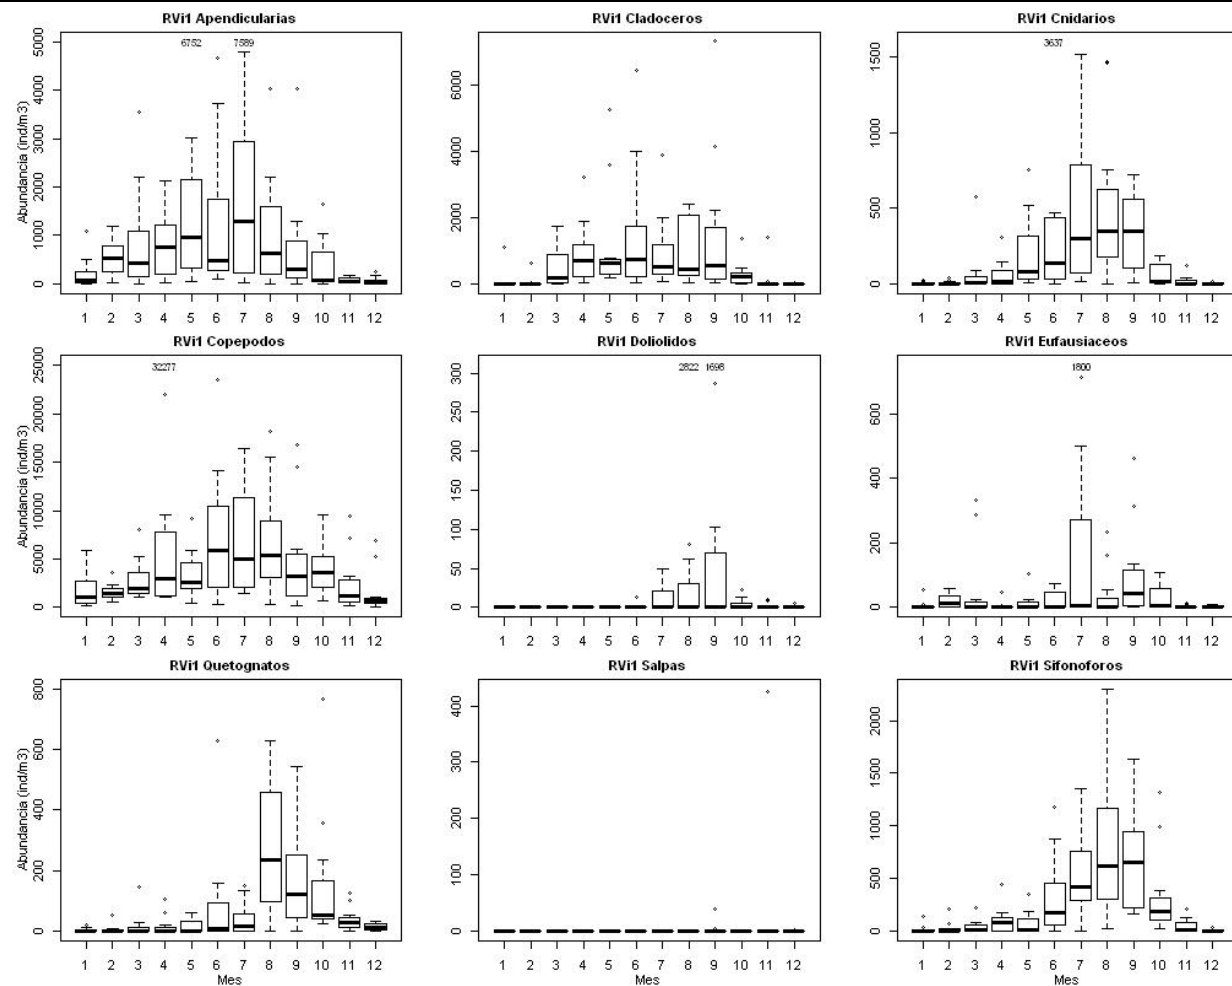 RVi1 Apendicularias
RVi1 Cladoceros
RVi1 Cnidarios
Abundancia (ind/m3)
0 1000 2000 3000 4000 5000
6752 7589
1 2 3 4 5 6 7 8 9 10 11 12
0 2000 4000 6000
1 2 3 4 5 6 7 8 9 10 11 12
0 500 1000 1500
3637
1 2 3 4 5 6 7 8 9 10 11 12
RVi1 Copepodos
RVi1 Doliolidos
RVi1 Eufausiaceos
Abundancia (ind/m3)
0 5000 10000 15000 20000 25000
32277
1 2 3 4 5 6 7 8 9 10 11 12
0 50 100 150 200 250 300
2822 1698
1 2 3 4 5 6 7 8 9 10 11 12
0 200 400 600
1800
1 2 3 4 5 6 7 8 9 10 11 12
RVi1 Quetognatos
RVi1 Salpas
RVi1 Sifonoforos
Abundancia (ind/m3)
0 200 400 600 800
1 2 3 4 5 6 7 8 9 10 11 12
Mes
0 100 200 300 400
1 2 3 4 5 6 7 8 9 10 11 12
Mes
0 500 1000 1500 2000
1 2 3 4 5 6 7 8 9 10 11 12
Mes